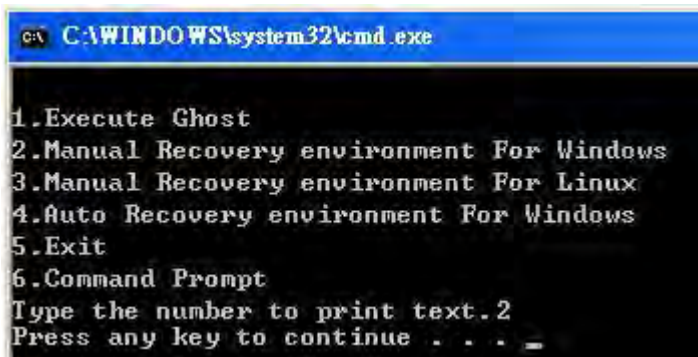 C:\WINDOWS\system32\cmd.exe
1.Execute Ghost
2.Manual Recovery environment For Windows
3.Manual Recovery environment For Linux
4.Auto Recovery environment For Windows
5.Exit
6.Command Prompt
Type the number to print text.2
Press any key to continue . . . _